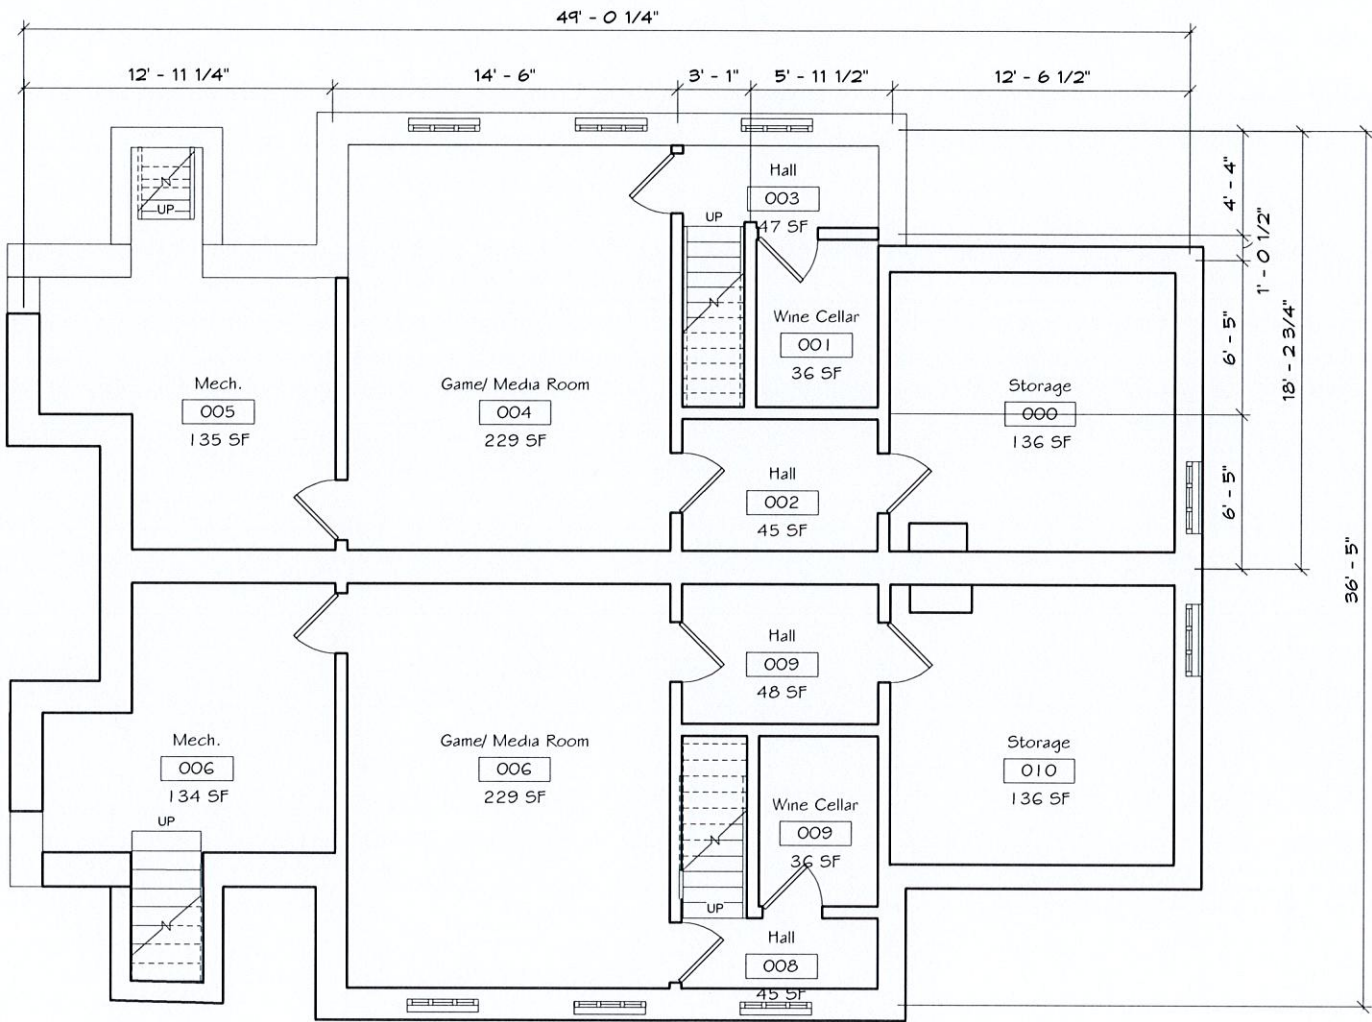 49' - 0 1/4"
12' - 11 1/4"
14' - 6"
3' - 1"
5' - 11 1/2"
12' - 6 1/2"
4' - 4"
1' - 0 1/2"
6' - 5"
6' - 5"
18' - 2 3/4"
36' - 5"
N
UP
Hall
003
47 SF
UP
N
Wine Cellar
001
36 SF
Mech.
005
135 SF
Game/ Media Room
004
229 SF
Storage
000
136 SF
Hall
002
45 SF
Hall
009
48 SF
Mech.
006
134 SF
UP
N
Game/ Media Room
006
229 SF
Storage
010
136 SF
N
UP
Wine Cellar
009
36 SF
Hall
008
45 SF